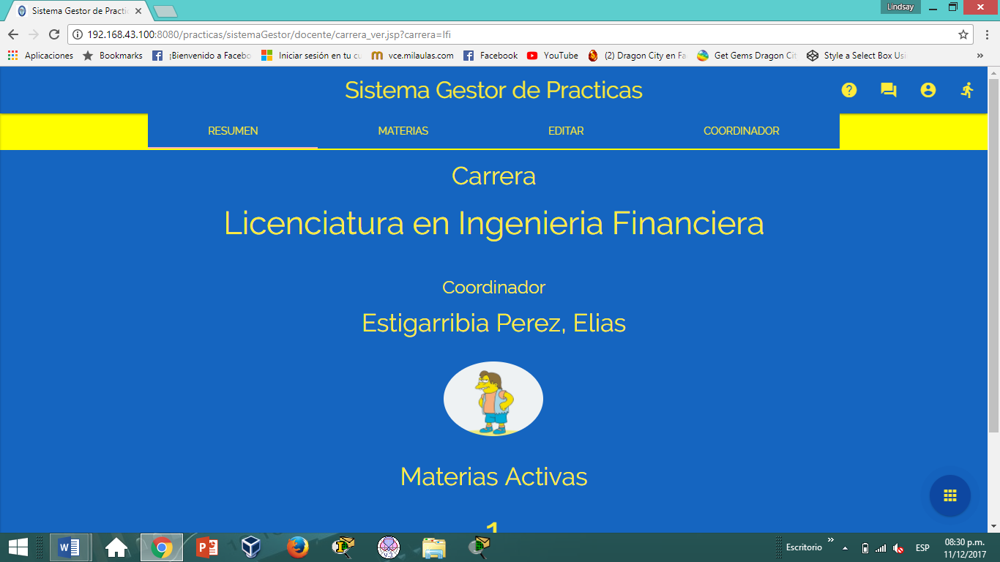 Sistema Gestor de Practic
Lindsay
192.168.43.100:8080/practicas/sistemaGestor/docente/carrera_ver.jsp?carrera=lfi
Aplicaciones Bookmarks ¡Bienvenido a Facebo Iniciar sesión en tu cu vce.milaulas.com Facebook YouTube (2) Dragon City en Fa Get Gems Dragon Cit Style a Select Box Usi »
Sistema Gestor de Practicas
RESUMEN MATERIAS EDITAR COORDINADOR
Carrera
Licenciatura en Ingenieria Financiera
Coordinador
Estigarribia Perez, Elias
Materias Activas
1
Escritorio » ESP 08:30 p.m.
11/12/2017